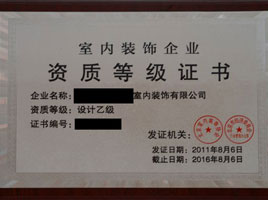 室内装饰企业
资质等级证书
企业名称: 室内装饰有限公司
资质等级: 设计乙级
证书编号:
发证机关:
发证日期: 2011年8月6日
截止日期: 2016年8月6日